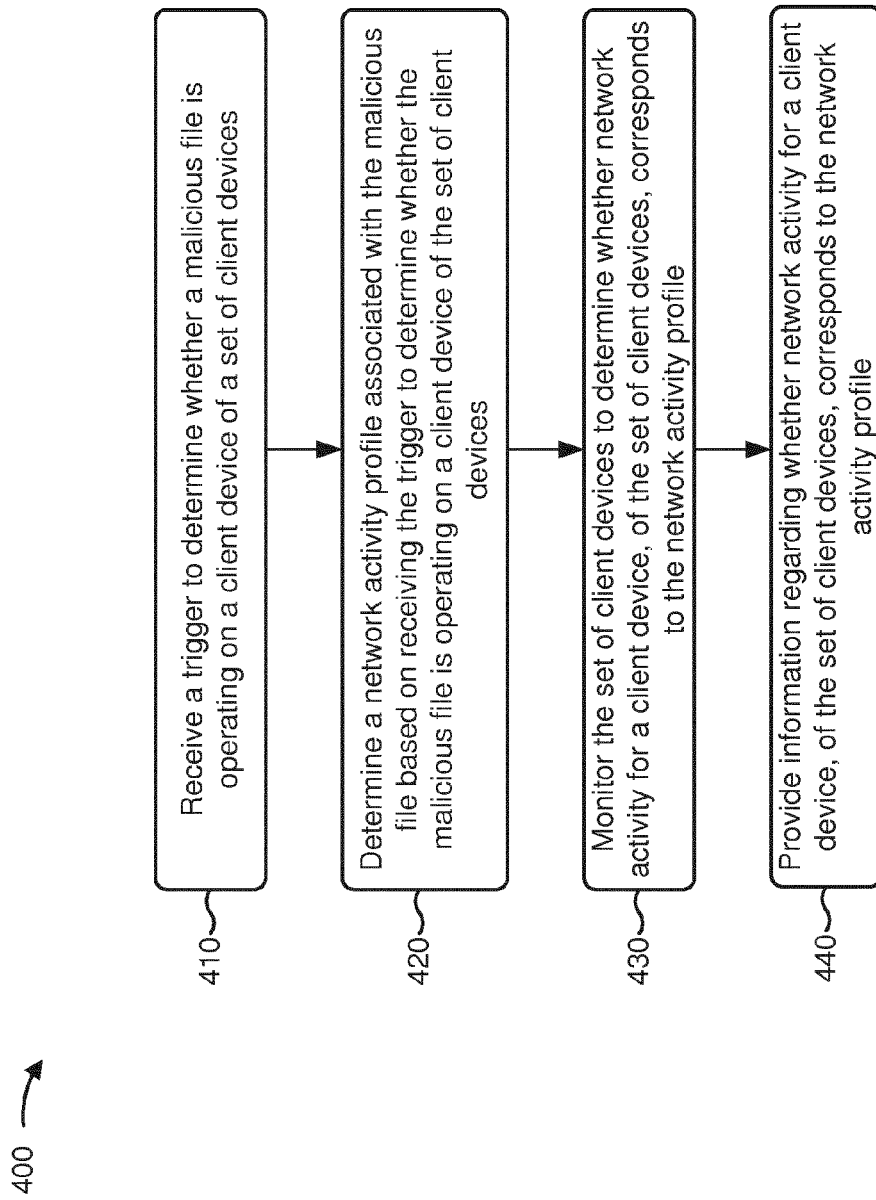 400
410
Receive a trigger to determine whether a malicious file is
operating on a client device of a set of client devices
420
Determine a network activity profile associated with the malicious
file based on receiving the trigger to determine whether the
malicious file is operating on a client device of the set of client
devices
430
Monitor the set of client devices to determine whether network
activity for a client device, of the set of client devices, corresponds
to the network activity profile
440
Provide information regarding whether network activity for a client
device, of the set of client devices, corresponds to the network
activity profile